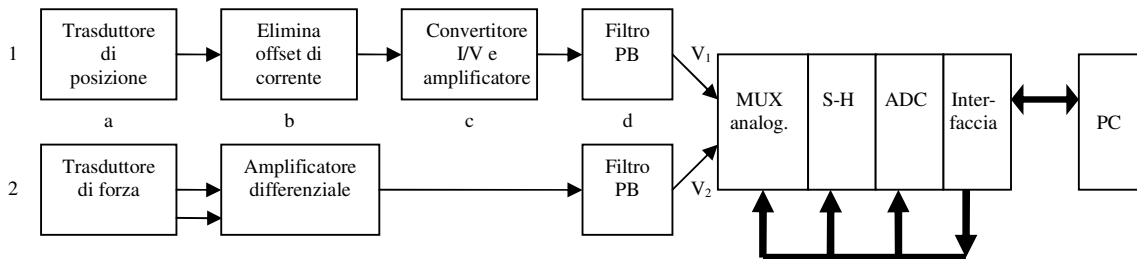 1
Trasduttore
di
posizione
Elimina
offset di
corrente
Convertitore
I/V e
amplificatore
Filtro
PB
V1
a
b
c
d
MUX
analog.
S-H
ADC
Inter-
faccia
PC
2
Trasduttore
di forza
Amplificatore
differenziale
Filtro
PB
V2